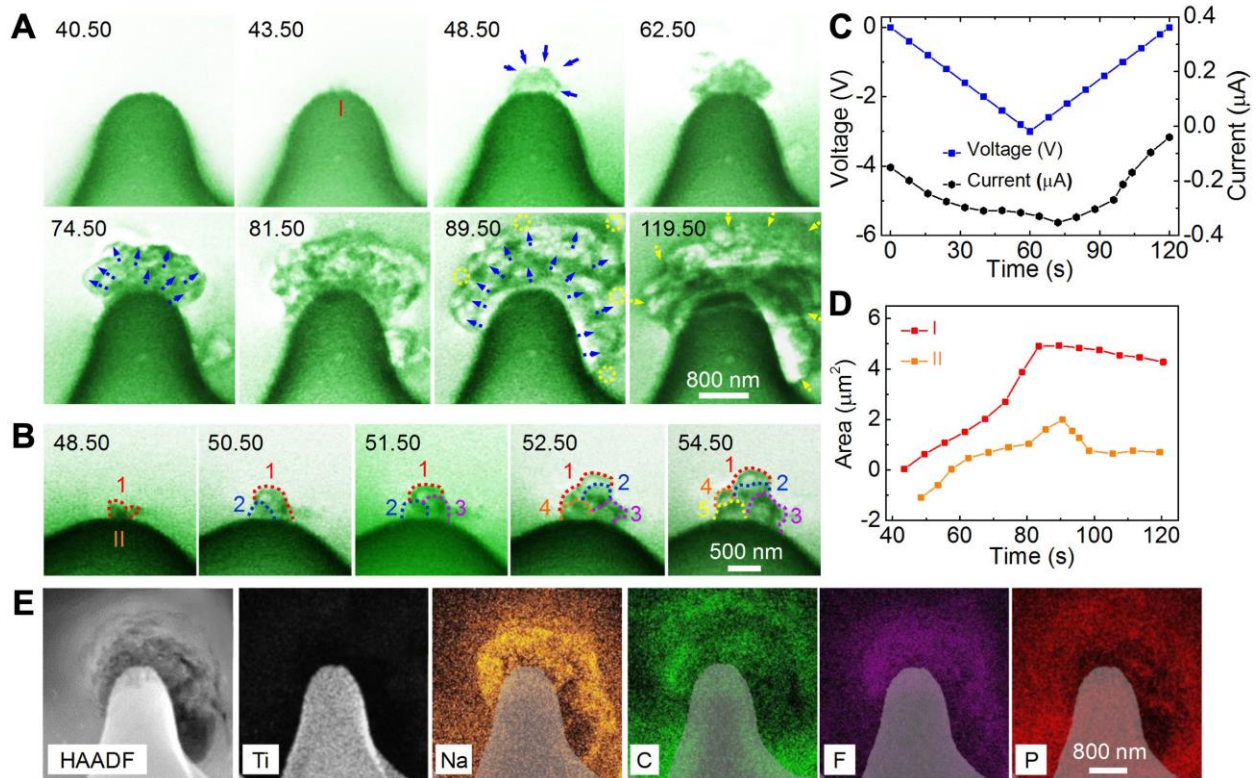 A
40.50
43.50
48.50
62.50
I
74.50
81.50
89.50
119.50
800 nm
B
48.50
50.50
51.50
52.50
54.50
1
II
1
2
1
2
3
1
2
3
4
1
2
3
4
5
500 nm
C
Voltage (V)
0
-2
-4
-6
Current (μA)
0.4
0.2
0.0
-0.2
-0.4
Voltage (V)
Current (μA)
0 30 60 90 120
Time (s)
D
Area (μm²)
6
4
2
0
-2
I
II
40 60 80 100 120
Time (s)
E
HAADF
Ti
Na
C
F
P
800 nm